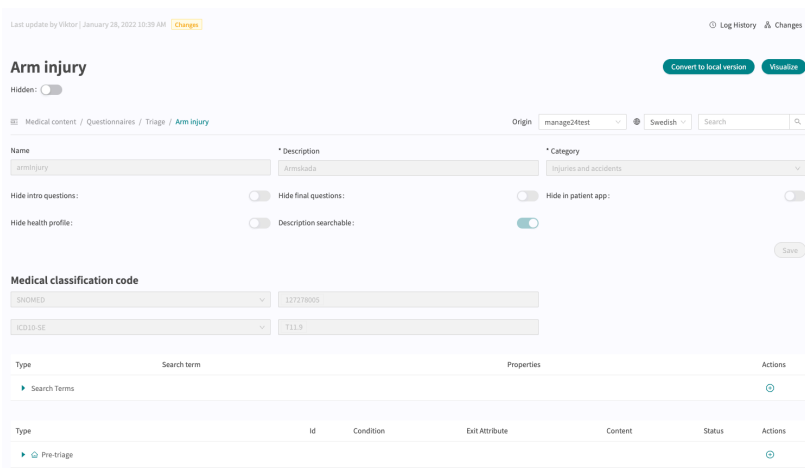 Last update by Viktor | January 28, 2022 10:39 AM Changes
Log History Changes
Arm injury
Convert to local version Visualize
Hidden:
Medical content / Questionnaires / Triage / Arm injury
Origin manage24test Swedish Search
Name * Description * Category
arminjury Armskada Injuries and accidents
Hide intro questions: Hide final questions: Hide in patient app:
Hide health profile: Description searchable:
Save
Medical classification code
SNOMED 127278005
ICD10-SE T11.9
Type Search term Properties Actions
Search Terms
Type Id Condition Exit Attribute Content Status Actions
Pre-triage